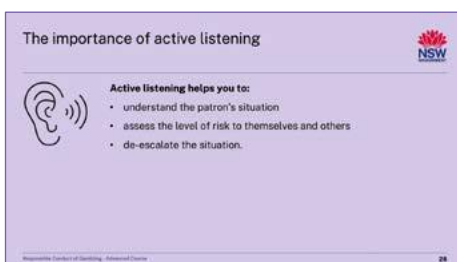 The importance of active listening
NSW
GOVERNMENT
Active listening helps you to:
• understand the patron's situation
• assess the level of risk to themselves and others
• de-escalate the situation.
Responsible Conduct of Gambling - Advanced Course
28